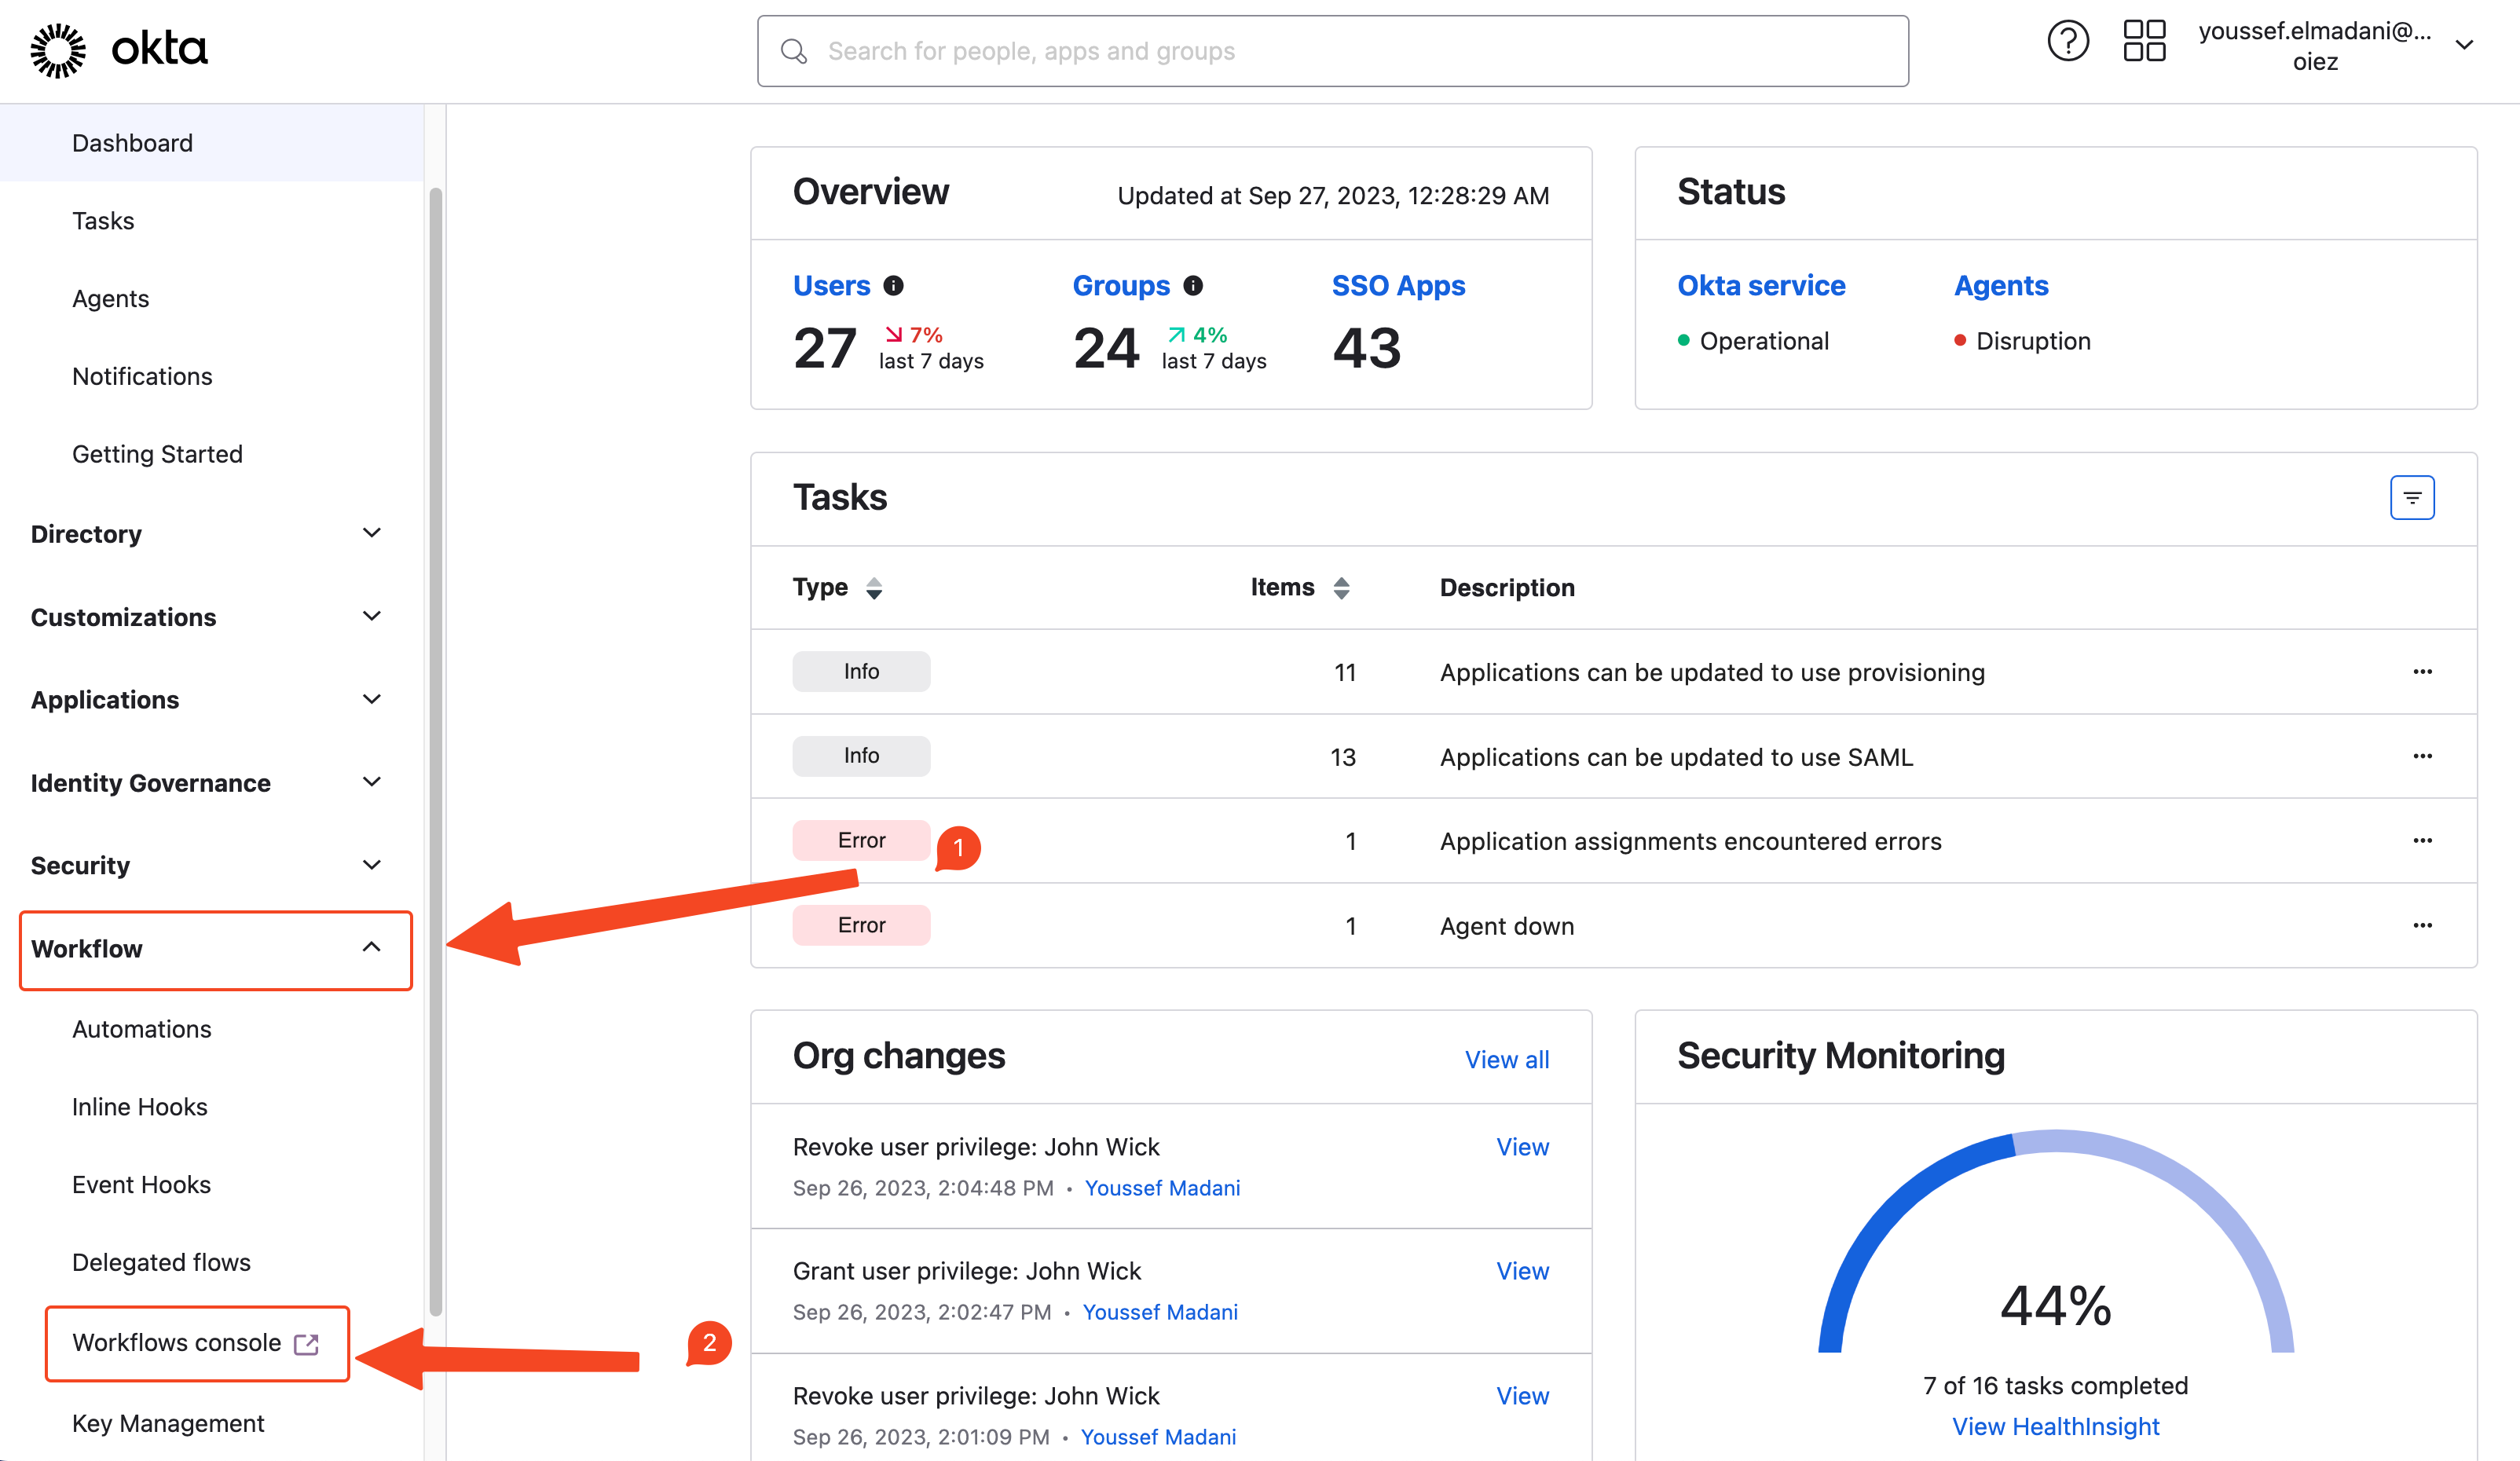 okta
Search for people, apps and groups
youssef.elmadani@...
oiez
Dashboard
Tasks
Agents
Notifications
Getting Started
Directory
Customizations
Applications
Identity Governance
Security
Workflow
Automations
Inline Hooks
Event Hooks
Delegated flows
Workflows console
Key Management
Overview
Updated at Sep 27, 2023, 12:28:29 AM
Users
Groups
SSO Apps
27 7% last 7 days
24 4% last 7 days
43
Status
Okta service
Agents
Operational
Disruption
Tasks
Type Items Description
Info 11 Applications can be updated to use provisioning
Info 13 Applications can be updated to use SAML
Error 1 Application assignments encountered errors
1
Error 1 Agent down
2
Org changes
View all
Revoke user privilege: John Wick View
Sep 26, 2023, 2:04:48 PM • Youssef Madani
Grant user privilege: John Wick View
Sep 26, 2023, 2:02:47 PM • Youssef Madani
Revoke user privilege: John Wick View
Sep 26, 2023, 2:01:09 PM • Youssef Madani
Security Monitoring
44%
7 of 16 tasks completed
View HealthInsight